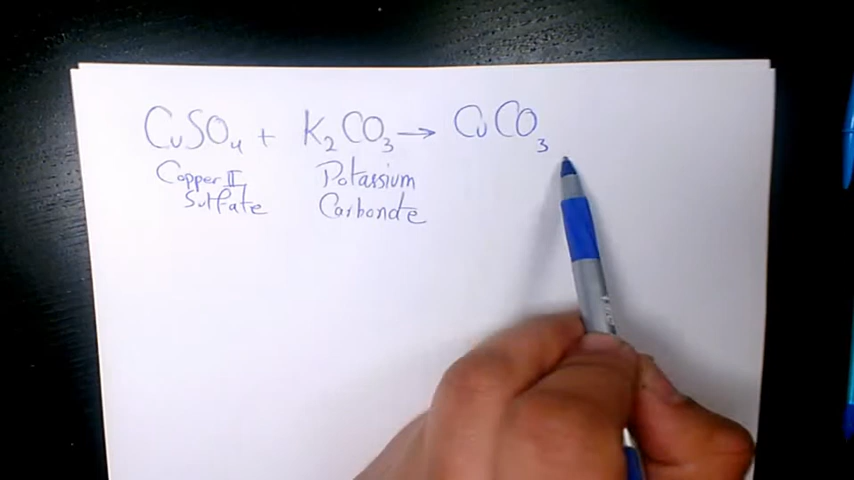 CuSO₄ + K₂CO₃ → CuCO₃
Copper II Potassium
Sulfate Carbonate